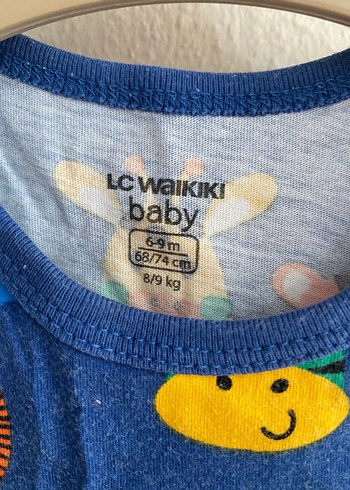 LC WAIKIKI
baby
6-9 m
68/74 cm
8/9 kg